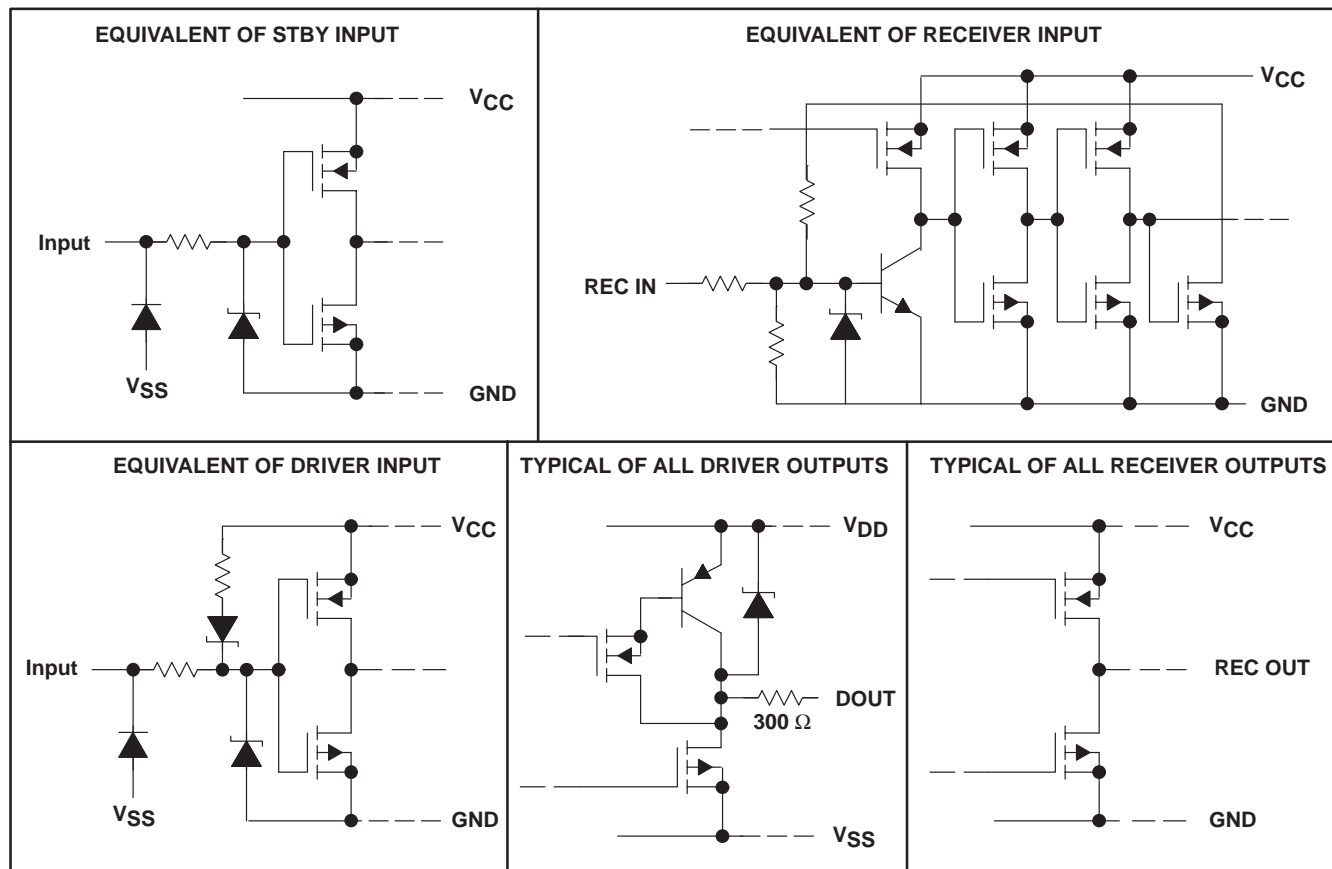 EQUIVALENT OF STBY INPUT
VCC
Input
VSS
GND
EQUIVALENT OF RECEIVER INPUT
VCC
REC IN
GND
EQUIVALENT OF DRIVER INPUT
VCC
Input
VSS
GND
TYPICAL OF ALL DRIVER OUTPUTS
VDD
DOUT
300 Ω
VSS
TYPICAL OF ALL RECEIVER OUTPUTS
VCC
REC OUT
GND